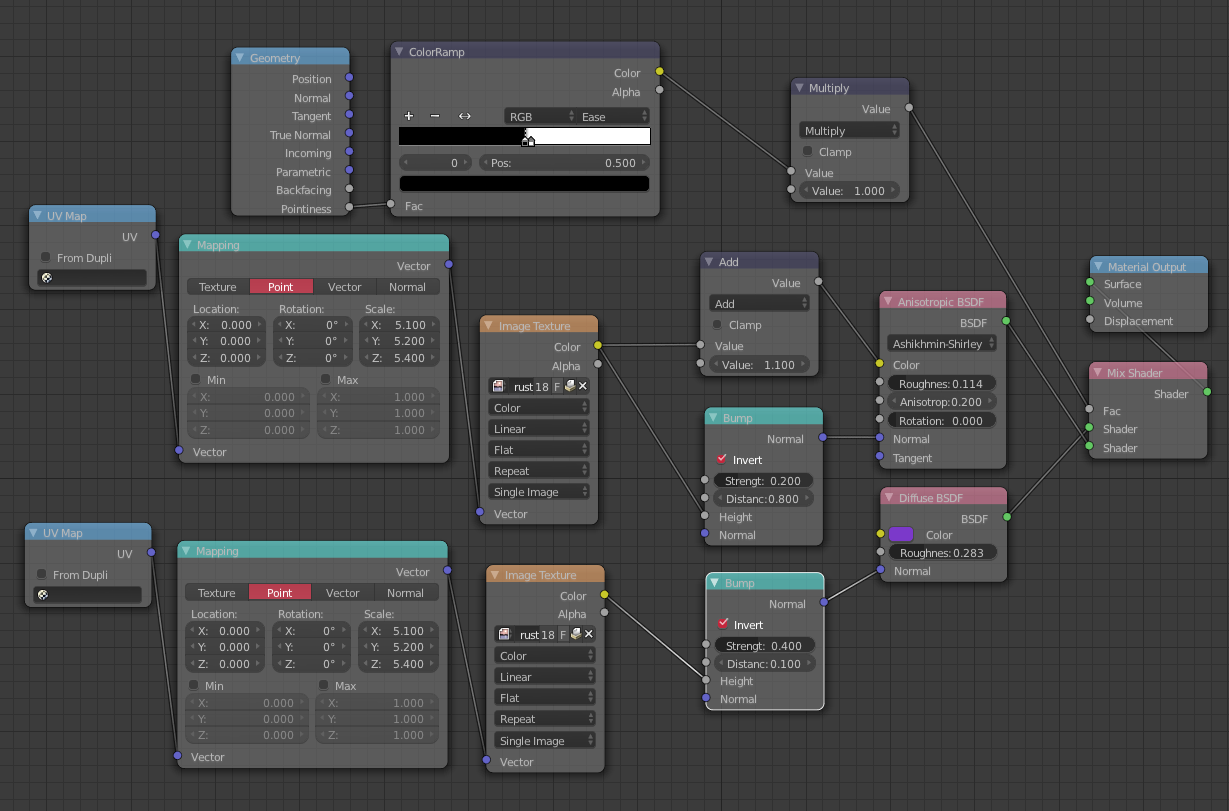 Geometry
Position
Normal
Tangent
True Normal
Incoming
Parametric
Backfacing
Pointiness
ColorRamp
Color
Alpha
+ − ↔ RGB Ease
0 Pos: 0.500
Fac
Multiply
Value
Multiply
Clamp
Value
Value: 1.000
UV Map
UV
From Dupli
Mapping
Vector
Texture Point Vector Normal
Location: Rotation: Scale:
X: 0.000 X: 0° X: 5.100
Y: 0.000 Y: 0° Y: 5.200
Z: 0.000 Z: 0° Z: 5.400
Min Max
X: 0.000 X: 1.000
Y: 0.000 Y: 1.000
Z: 0.000 Z: 1.000
Vector
Image Texture
Color
Alpha
rust 18 F
Color
Linear
Flat
Repeat
Single Image
Vector
Add
Value
Add
Clamp
Value
Value: 1.100
Bump
Normal
Invert
Strengt: 0.200
Distanc:0.800
Height
Normal
Anisotropic BSDF
BSDF
Ashikhmin-Shirley
Color
Roughnes: 0.114
Anisotrop:0.200
Rotation: 0.000
Normal
Tangent
Material Output
Surface
Volume
Displacement
Mix Shader
Shader
Fac
Shader
Shader
UV Map
UV
From Dupli
Mapping
Vector
Texture Point Vector Normal
Location: Rotation: Scale:
X: 0.000 X: 0° X: 5.100
Y: 0.000 Y: 0° Y: 5.200
Z: 0.000 Z: 0° Z: 5.400
Min Max
X: 0.000 X: 1.000
Y: 0.000 Y: 1.000
Z: 0.000 Z: 1.000
Vector
Image Texture
Color
Alpha
rust 18 F
Color
Linear
Flat
Repeat
Single Image
Vector
Bump
Normal
Invert
Strengt: 0.400
Distanc:0.100
Height
Normal
Diffuse BSDF
BSDF
Color
Roughnes: 0.283
Normal